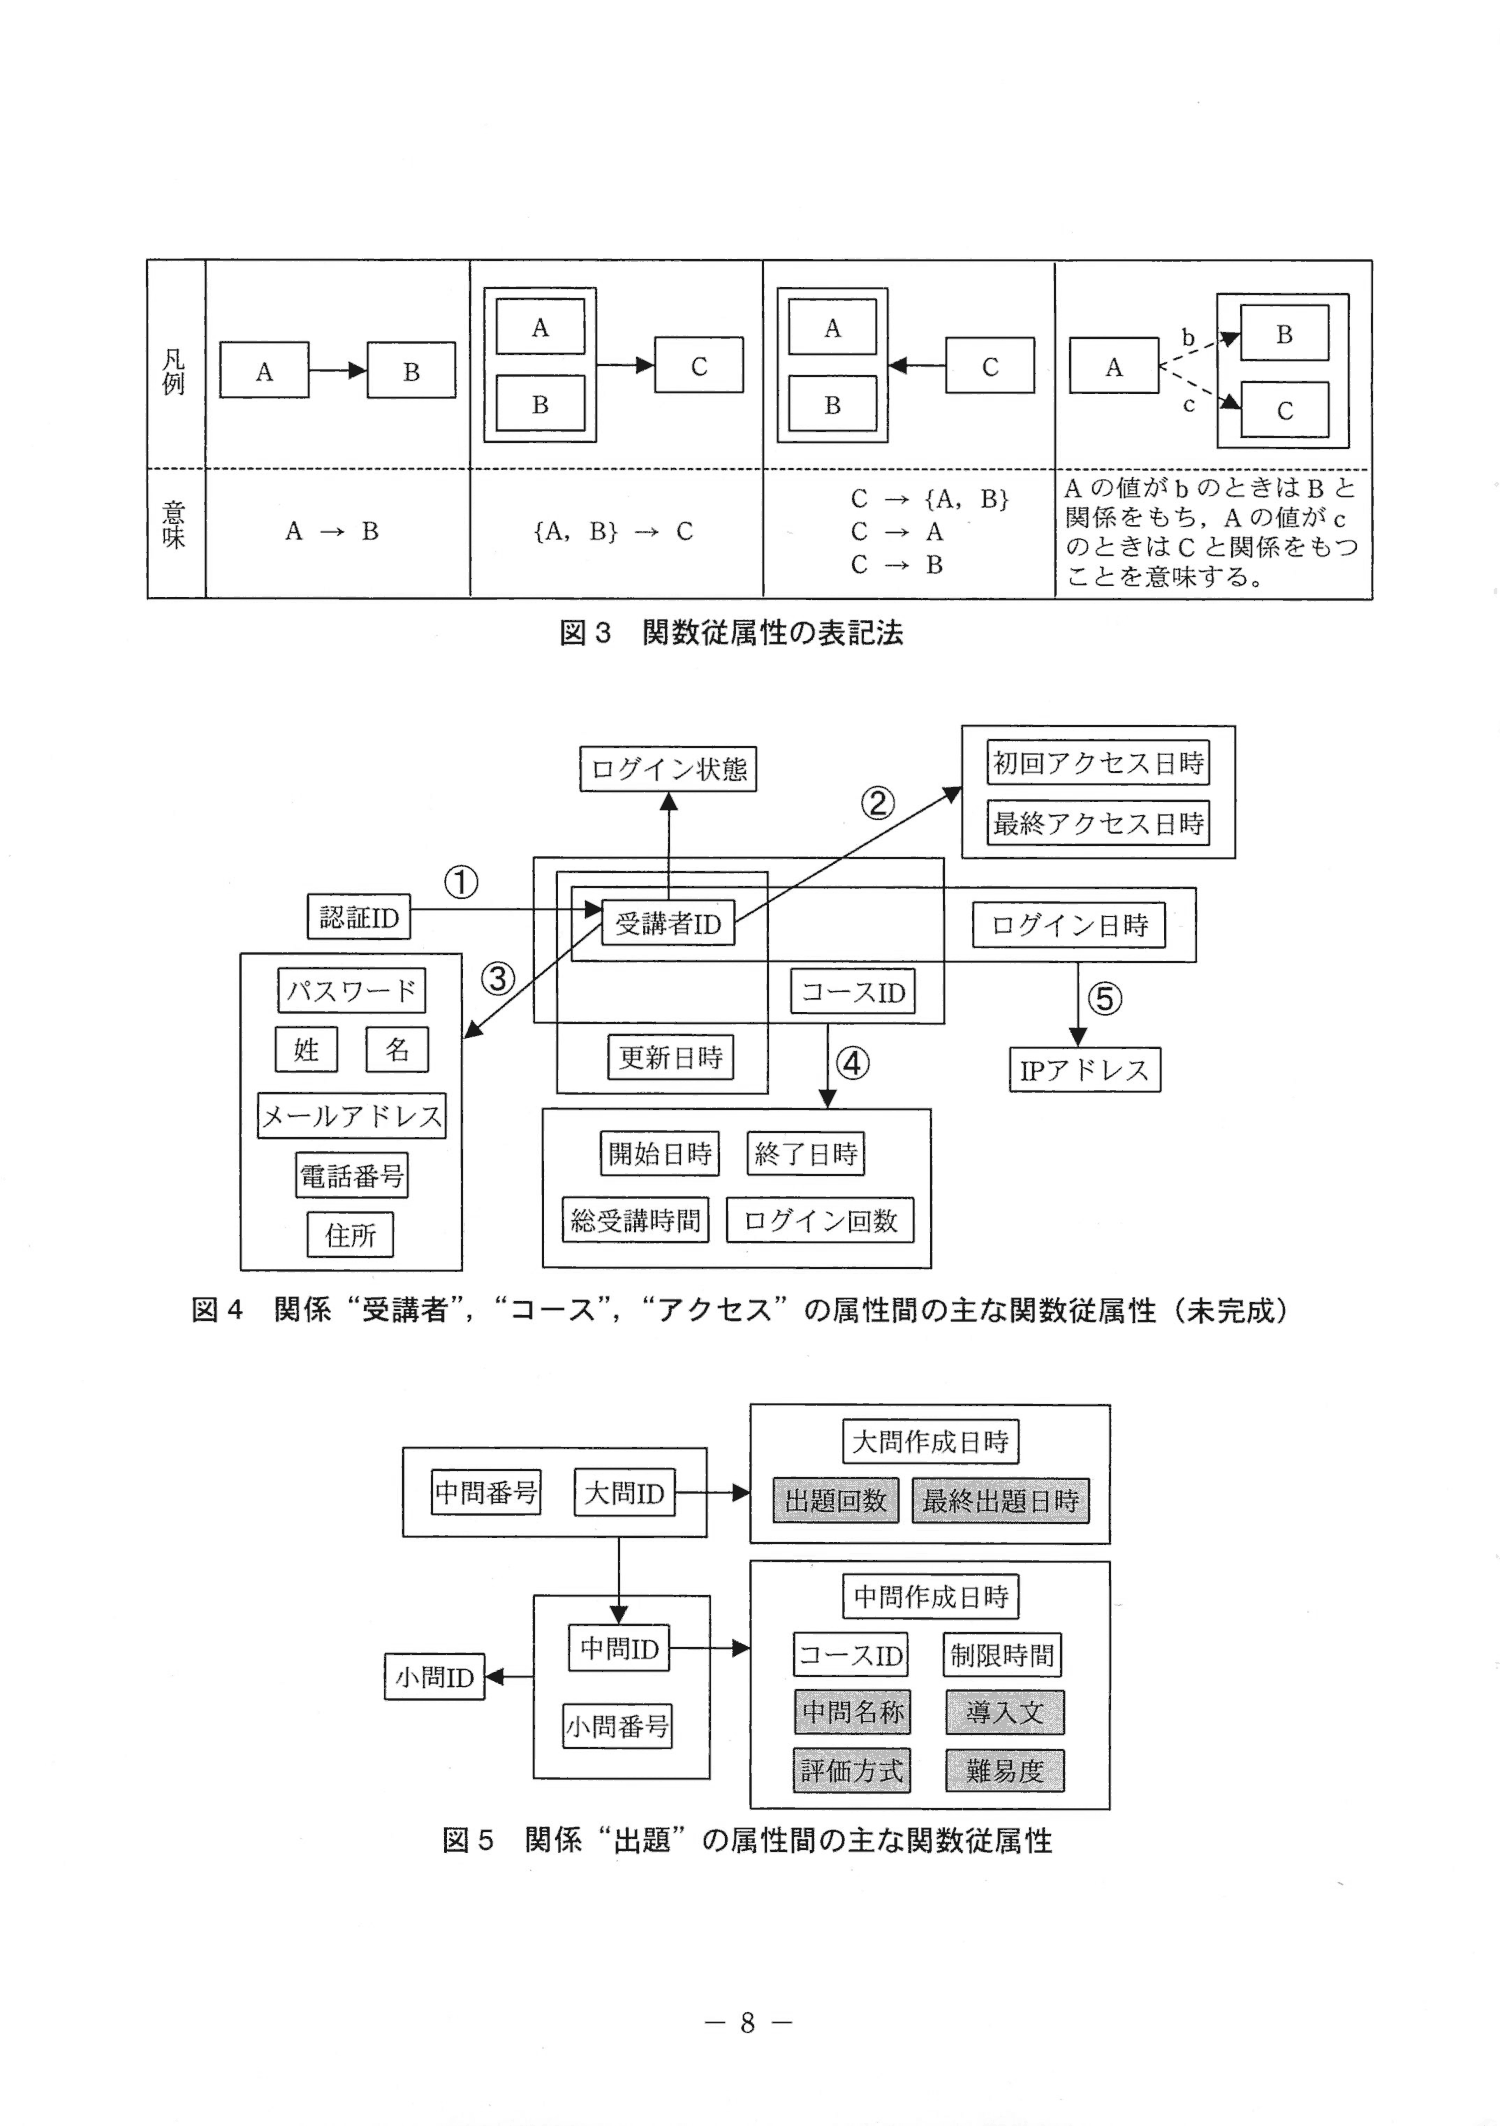 凡例
A
B
A
B
C
A
B
C
A
b
c
B
C
意味
A → B
{A, B} → C
C → {A, B}
C → A
C → B
Aの値がbのときはBと
関係をもち，Aの値がc
のときはCと関係をもつ
ことを意味する。
図3　関数従属性の表記法
ログイン状態
②
初回アクセス日時
最終アクセス日時
認証ID
①
受講者ID
ログイン日時
③
コースID
⑤
更新日時
④
IPアドレス
パスワード
姓
名
メールアドレス
電話番号
住所
開始日時
終了日時
総受講時間
ログイン回数
図4　関係“受講者”，“コース”，“アクセス”の属性間の主な関数従属性（未完成）
中問番号
大問ID
大問作成日時
出題回数
最終出題日時
小問ID
中問ID
小問番号
中問作成日時
コースID
制限時間
中問名称
導入文
評価方式
難易度
図5　関係“出題”の属性間の主な関数従属性
－ 8 －